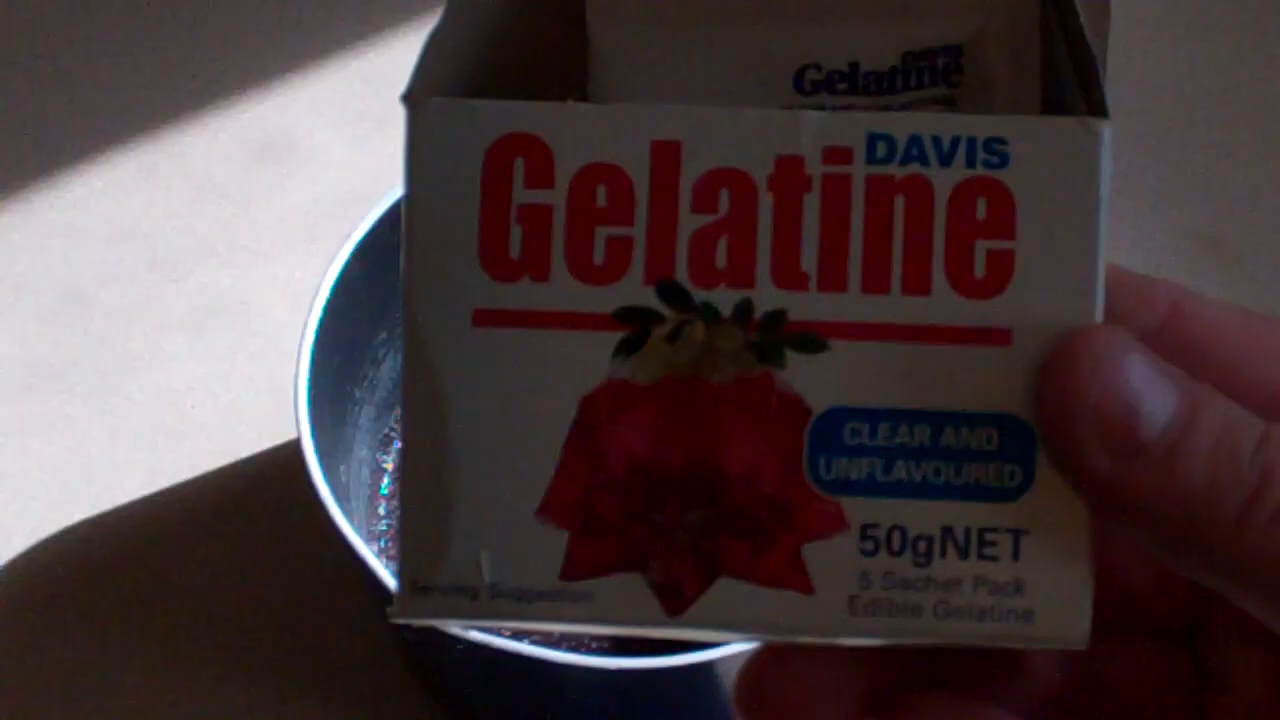 Gelatine
DAVIS
Gelatine
CLEAR AND
UNFLAVOURED
50gNET
5 Sachet Pack
Edible Gelatine
Serving Suggestion